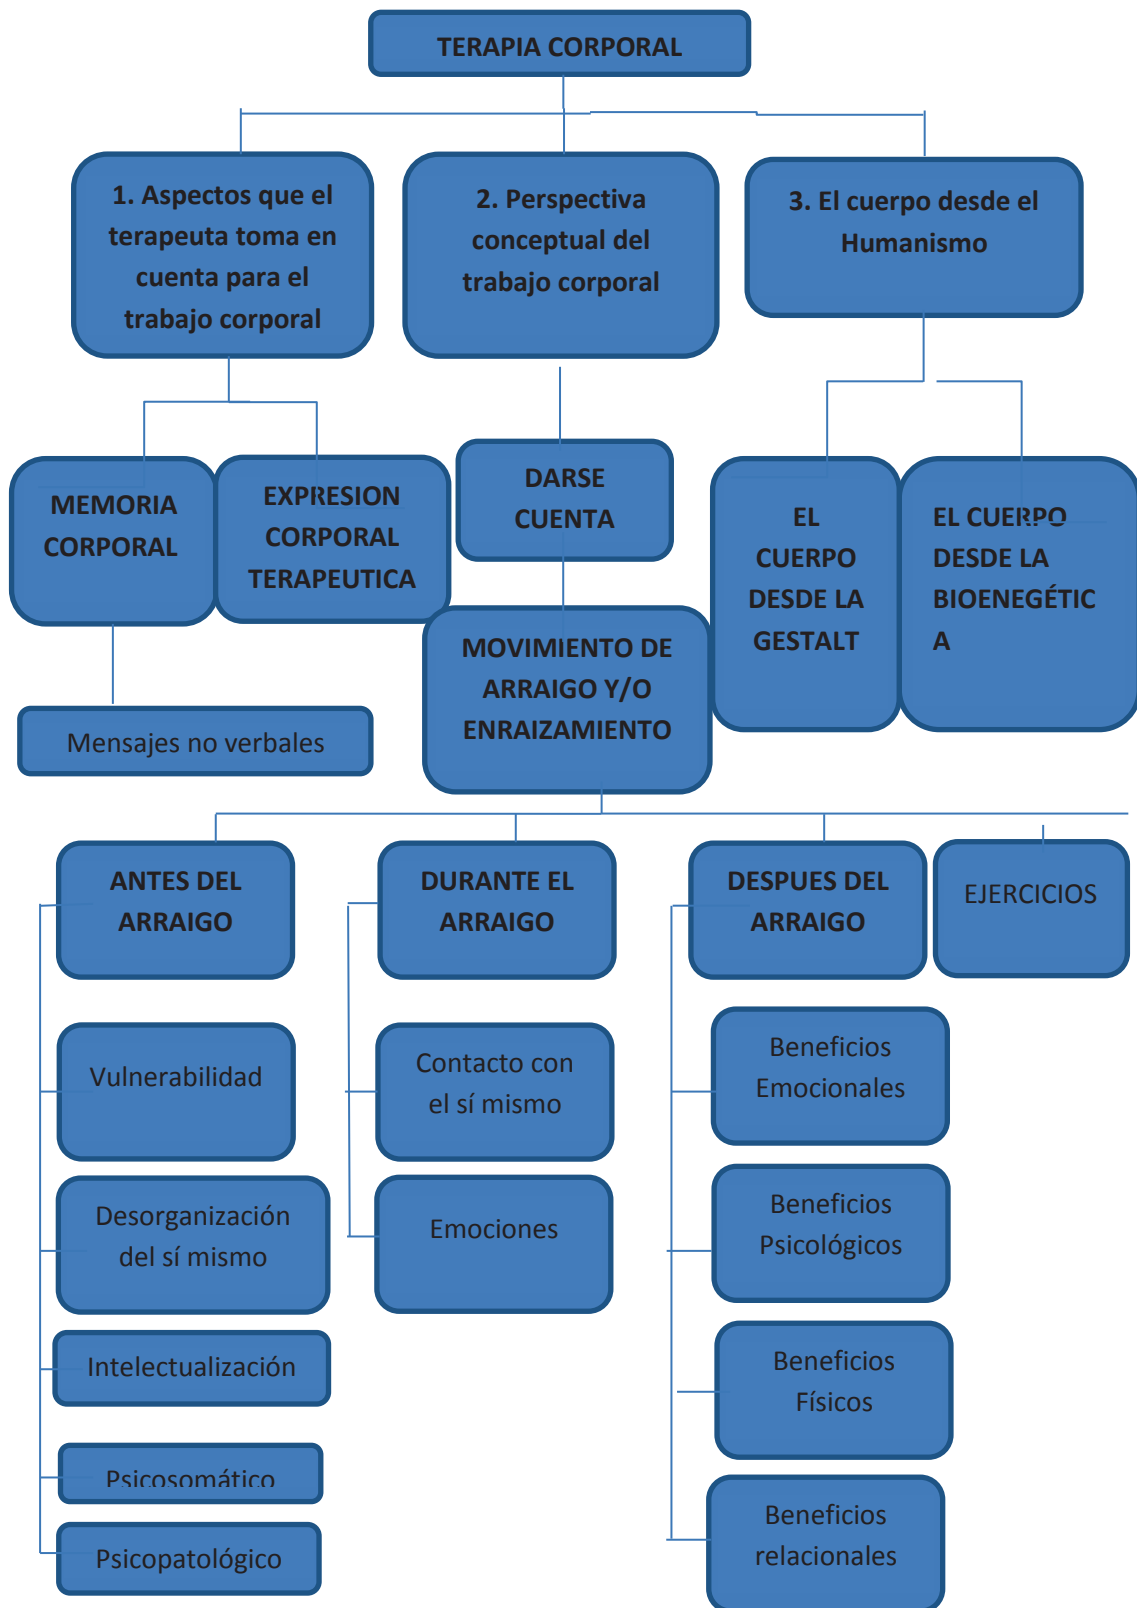 TERAPIA CORPORAL
1. Aspectos que el
terapeuta toma en
cuenta para el
trabajo corporal
2. Perspectiva
conceptual del
trabajo corporal
3. El cuerpo desde el
Humanismo
MEMORIA
CORPORAL
EXPRESION
CORPORAL
TERAPEUTICA
DARSE
CUENTA
EL
CUERPO
DESDE LA
GESTALT
EL CUERPO
DESDE LA
BIOENEGÉTIC
A
MOVIMIENTO DE
ARRAIGO Y/O
ENRAIZAMIENTO
Mensajes no verbales
ANTES DEL
ARRAIGO
DURANTE EL
ARRAIGO
DESPUES DEL
ARRAIGO
EJERCICIOS
Vulnerabilidad
Desorganización
del sí mismo
Intelectualización
Psicosomático
Psicopatológico
Contacto con
el sí mismo
Emociones
Beneficios
Emocionales
Beneficios
Psicológicos
Beneficios
Físicos
Beneficios
relacionales